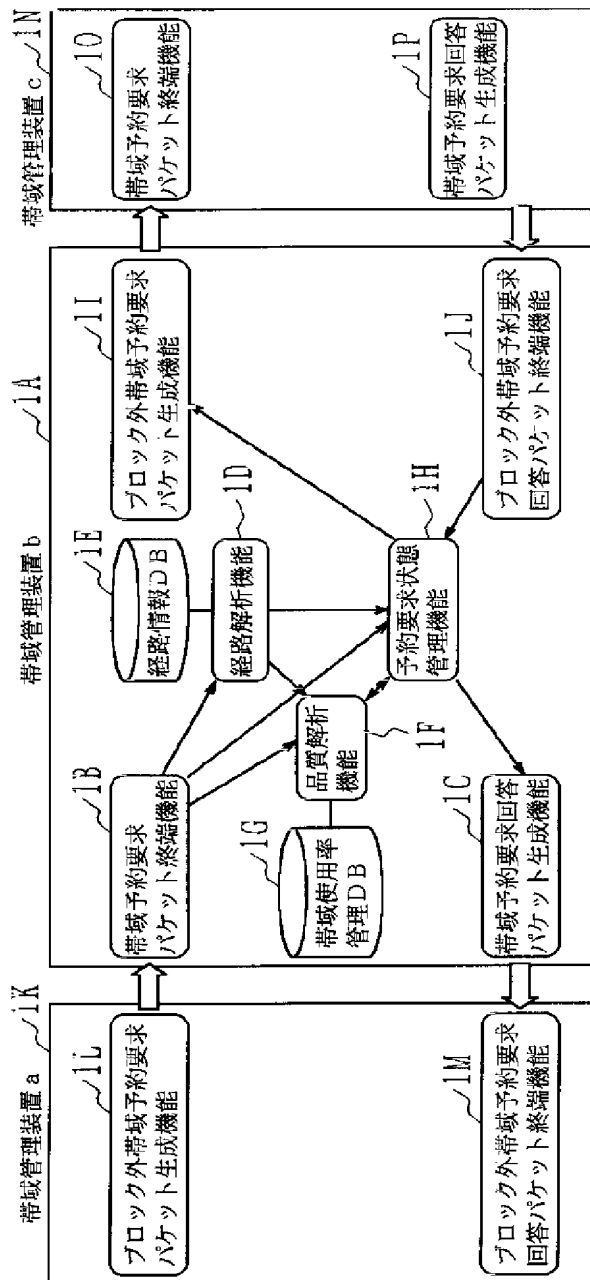 帯域管理装置a
1K
ブロック外帯域予約要求
パケット生成機能
1L
ブロック外帯域予約要求
回答パケット終端機能
1M
帯域管理装置b
1A
帯域予約要求
パケット終端機能
1B
経路情報DB
1E
経路解析機能
1D
帯域使用率
管理DB
1G
品質解析
機能
1F
予約要求状態
管理機能
1H
帯域予約要求回答
パケット生成機能
1C
ブロック外帯域予約要求
パケット生成機能
1I
ブロック外帯域予約要求
回答パケット終端機能
1J
帯域管理装置c
1N
帯域予約要求
パケット終端機能
1O
帯域予約要求回答
パケット生成機能
1P